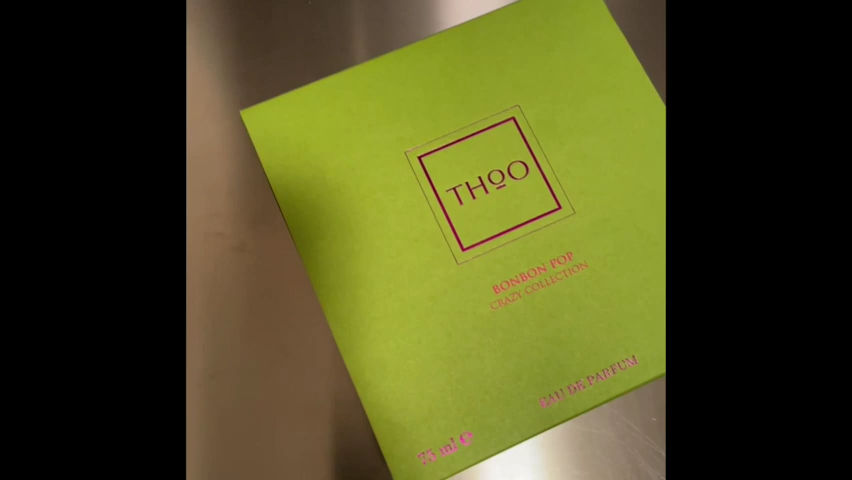 THOO
BONBON POP
CRAZY COLLECTION
EAU DE PARFUM
75 ml ℮